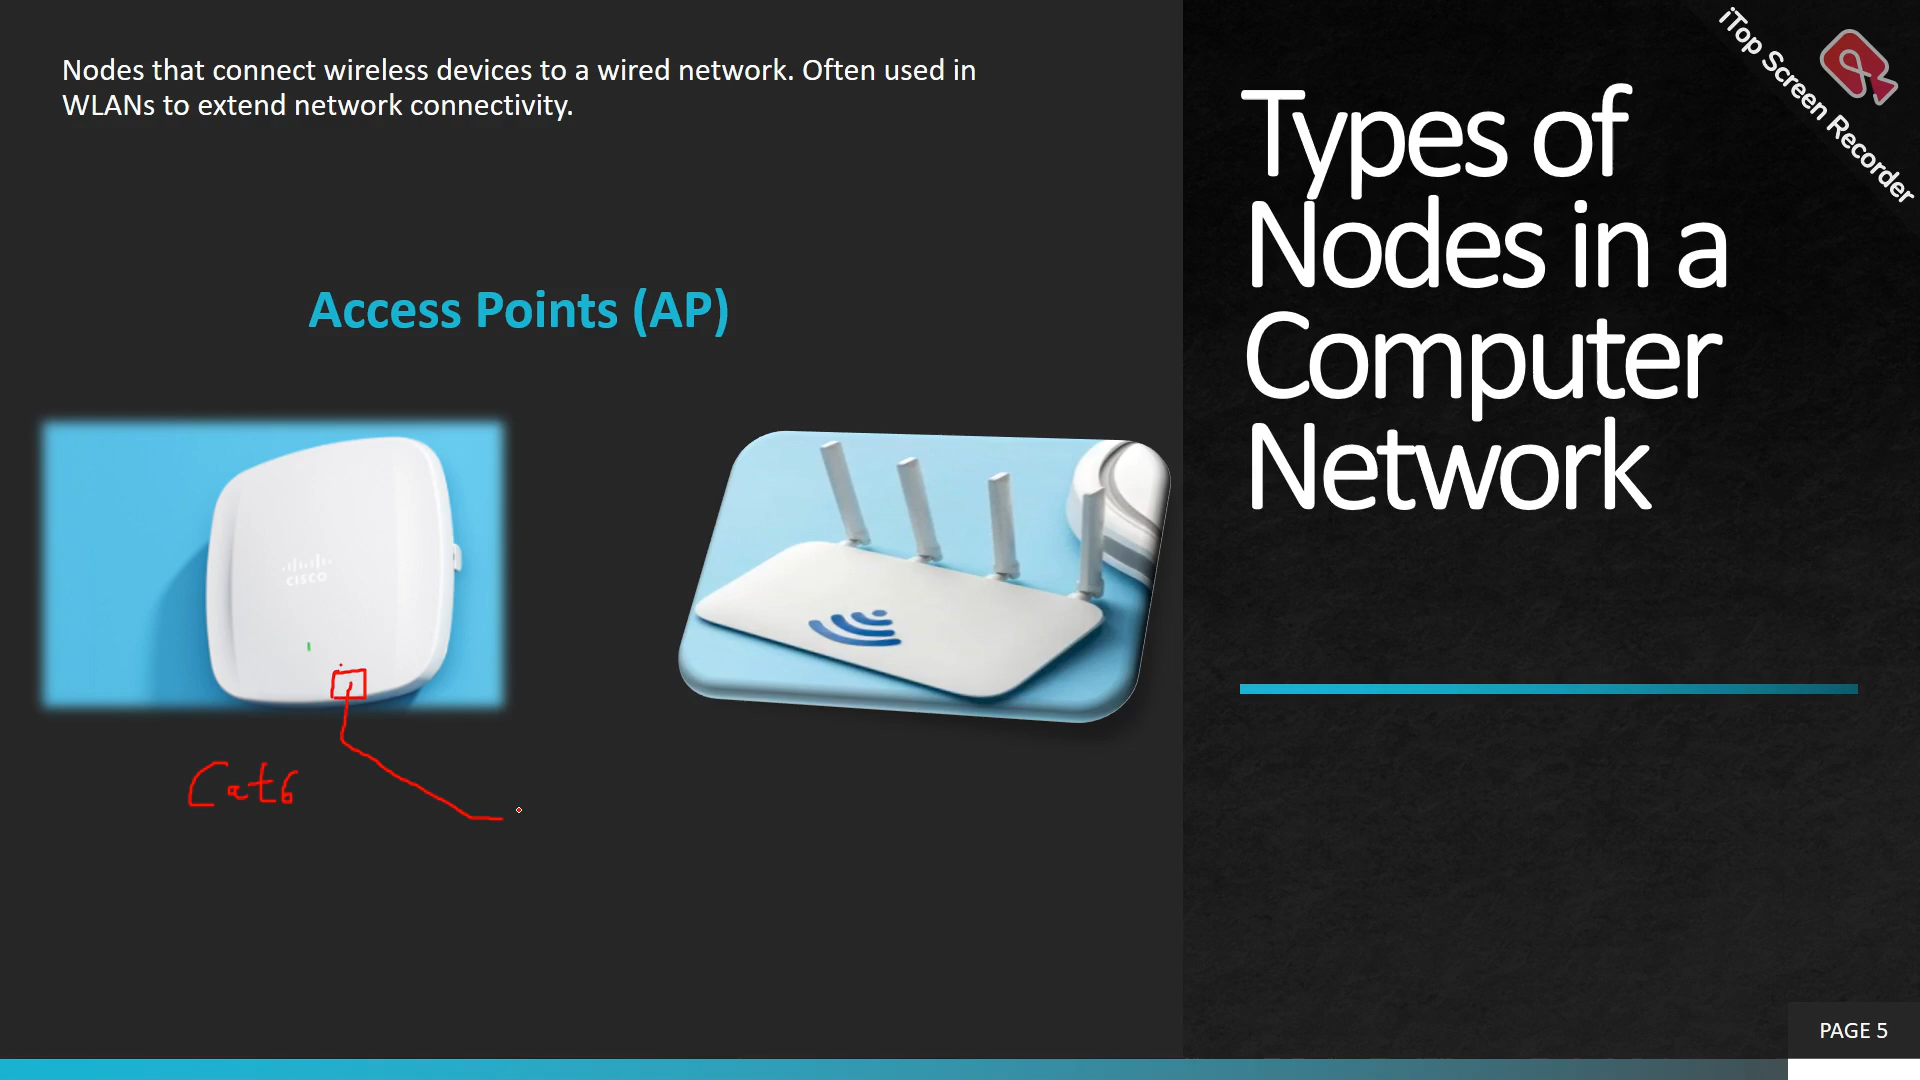 Nodes that connect wireless devices to a wired network. Often used in
WLANs to extend network connectivity.
Access Points (AP)
CISCO
Cat6
Types of
Nodes in a
Computer
Network
iTop Screen Recorder
PAGE 5